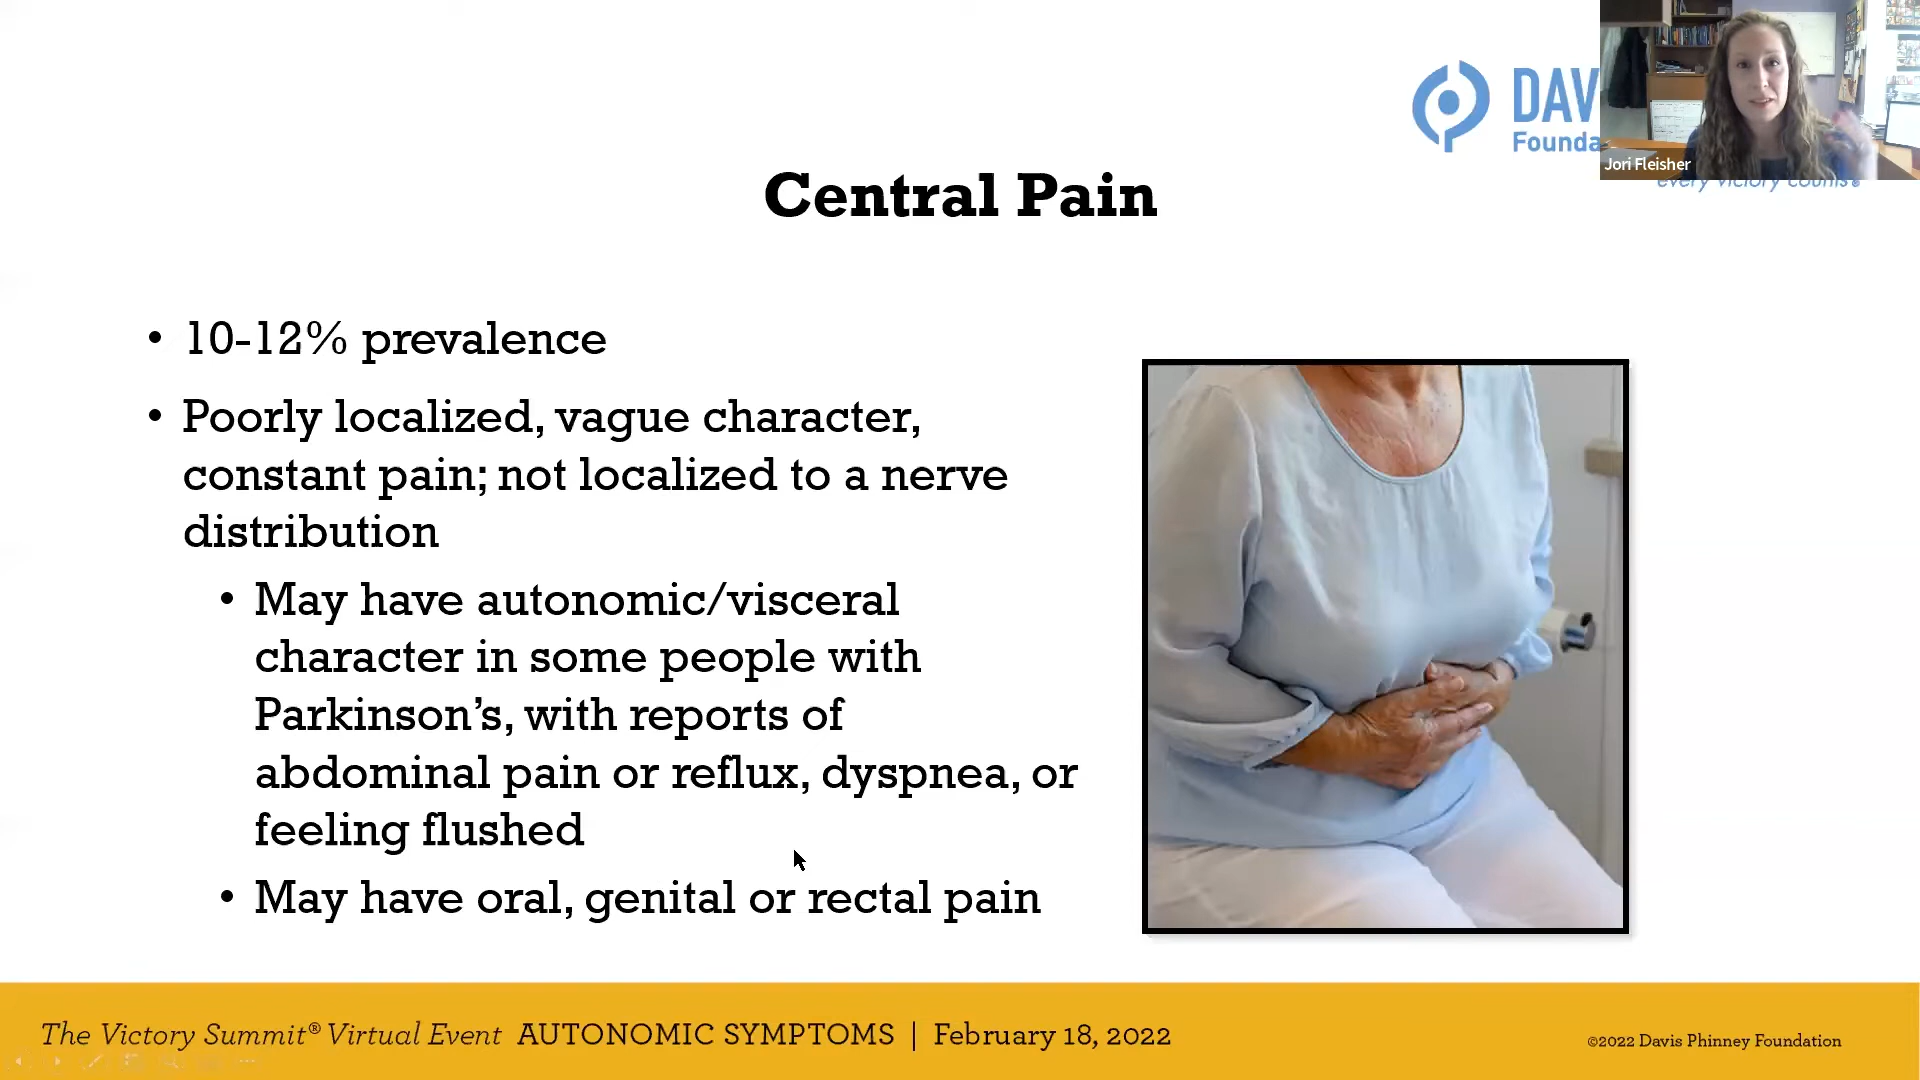 DAV
Founda
Jori Fleisher
every victory counts®
Central Pain
• 10-12% prevalence
• Poorly localized, vague character,
constant pain; not localized to a nerve
distribution
• May have autonomic/visceral
character in some people with
Parkinson’s, with reports of
abdominal pain or reflux, dyspnea, or
feeling flushed
• May have oral, genital or rectal pain
The Victory Summit® Virtual Event AUTONOMIC SYMPTOMS | February 18, 2022
©2022 Davis Phinney Foundation